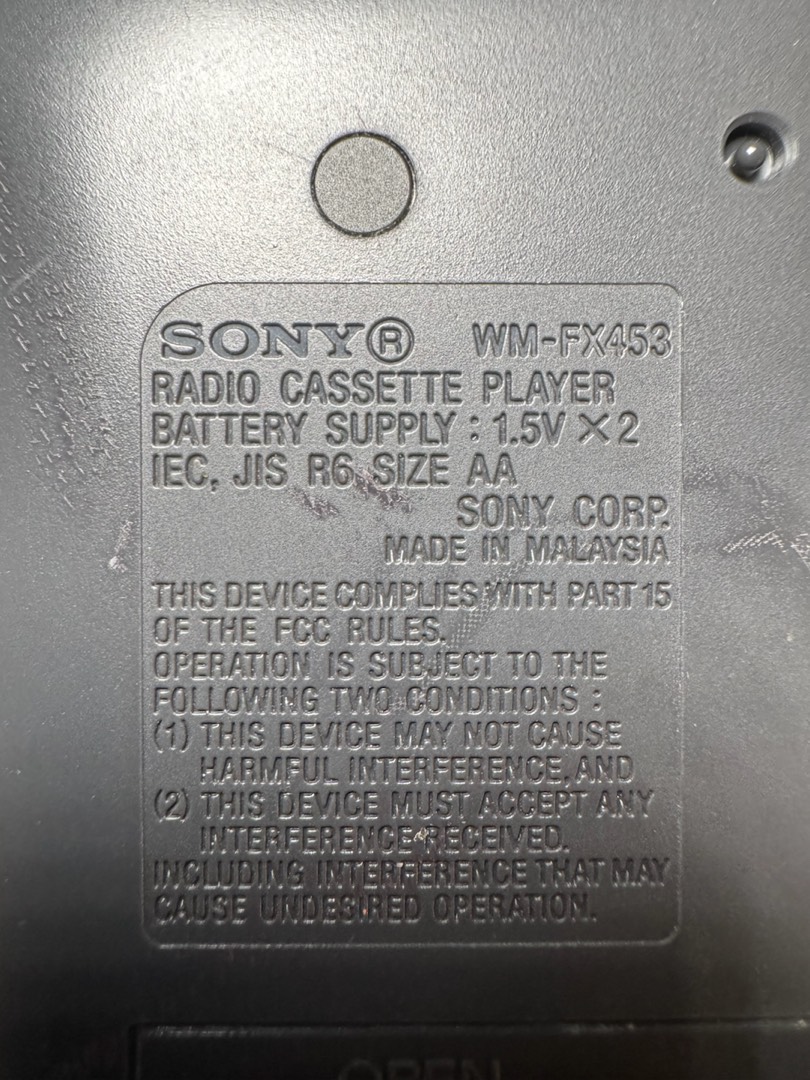 SONY® WM-FX453
RADIO CASSETTE PLAYER
BATTERY SUPPLY : 1.5V × 2
IEC, JIS R6 SIZE AA
SONY CORP.
MADE IN MALAYSIA
THIS DEVICE COMPLIES WITH PART 15
OF THE FCC RULES.
OPERATION IS SUBJECT TO THE
FOLLOWING TWO CONDITIONS :
(1) THIS DEVICE MAY NOT CAUSE
HARMFUL INTERFERENCE, AND
(2) THIS DEVICE MUST ACCEPT ANY
INTERFERENCE RECEIVED.
INCLUDING INTERFERENCE THAT MAY
CAUSE UNDESIRED OPERATION.
OPEN